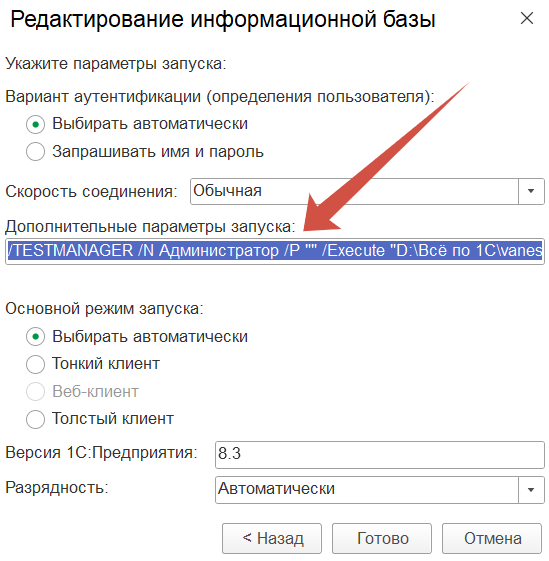 Редактирование информационной базы
Укажите параметры запуска:
Вариант аутентификации (определения пользователя):
Выбирать автоматически
Запрашивать имя и пароль
Скорость соединения: Обычная
Дополнительные параметры запуска:
/TESTMANAGER /N Администратор /P "" /Execute "D:\Всё по 1С\vanes
Основной режим запуска:
Выбирать автоматически
Тонкий клиент
Веб-клиент
Толстый клиент
Версия 1С:Предприятия: 8.3
Разрядность: Автоматически
< Назад Готово Отмена